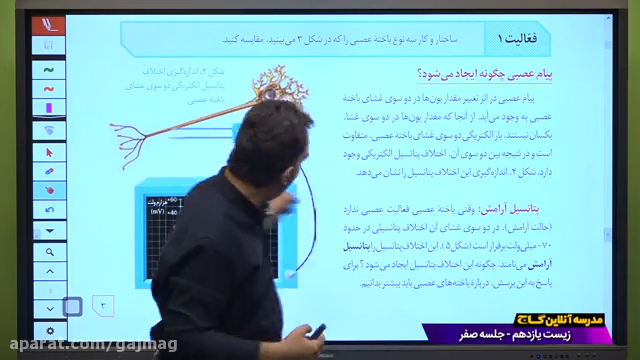 فعّالیت ۱
ساختار و کار سه نوع یاختهٔ عصبی را که در شکل ۳ می‌بینید، مقایسه کنید.
شکل ۴ـ اندازه‌گیری اختلاف
پتانسیل الکتریکی دو سوی غشای
یاختهٔ عصبی
پیام عصبی چگونه ایجاد می‌شود؟
پیام عصبی در اثر تغییر مقدار یون‌ها در دو سوی غشای یاختهٔ
عصبی به وجود می‌آید. از آنجا که مقدار یون‌ها در دو سوی غشا،
یکسان نیستند، بار الکتریکی دو سوی غشای یاختهٔ عصبی، متفاوت
است و در نتیجه بین دو سوی آن، اختلاف پتانسیل الکتریکی وجود
دارد. شکل ۴، اندازه‌گیری این اختلاف پتانسیل را نشان می‌دهد.
پتانسیل آرامش: وقتی یاختهٔ عصبی فعالیت عصبی ندارد
(حالت آرامش)، در دو سوی غشای آن اختلاف پتانسیلی در حدود
۷۰- میلی‌ولت برقرار است (شکل ۵). این اختلاف پتانسیل را پتانسیل
آرامش می‌نامند. چگونه این اختلاف پتانسیل ایجاد می‌شود؟ برای
پاسخ به این پرسش، دربارهٔ یاخته‌های عصبی باید بیشتر بدانیم.
هزارم ولت
(mV)
+60
+40
۳
مدرسه آنلاین گاج
زیست یازدهم - جلسه صفر
aparat.com/gajmag